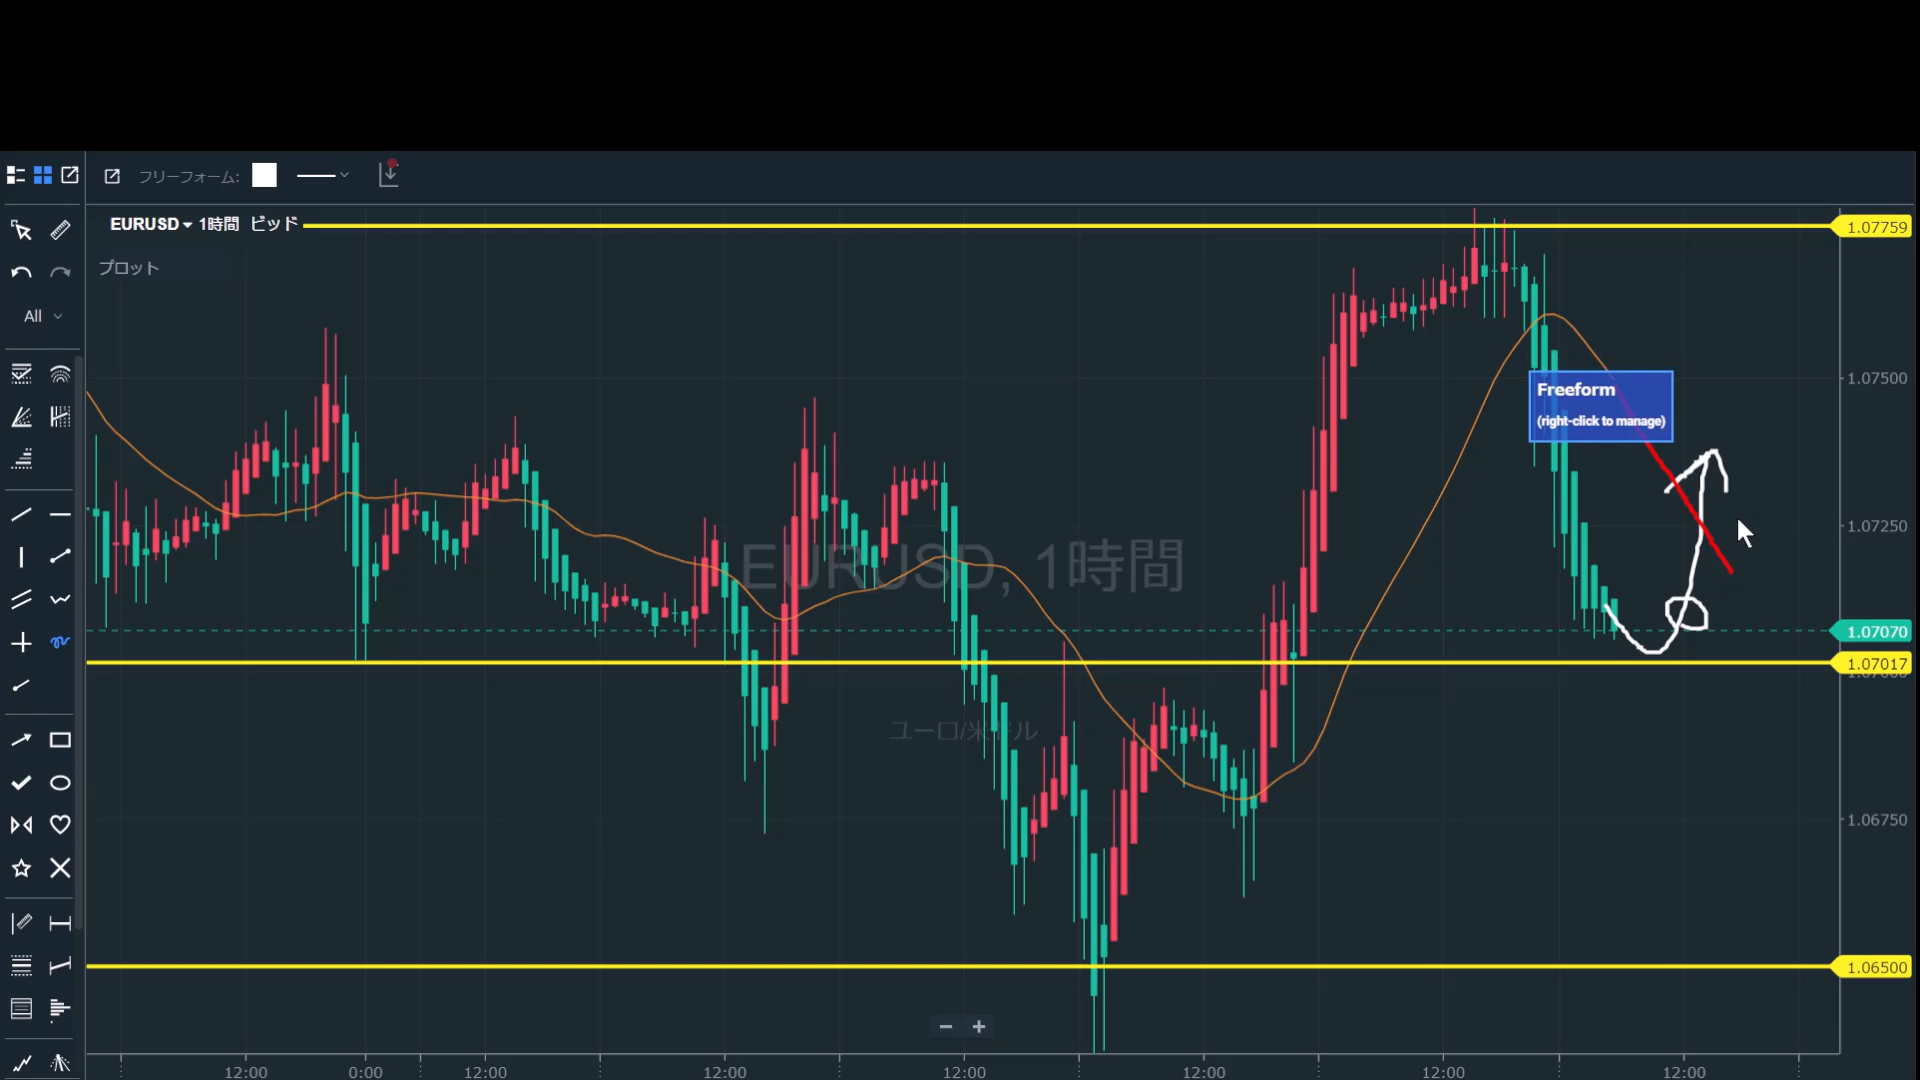 フリーフォーム:
EURUSD 1時間 ビッド
1.07759
プロット
All
1.07500
Freeform
(right-click to manage)
1.07250
EURUSD, 1時間
1.07070
1.07017
ユーロ/米ドル
1.06750
1.06500
12:00 0:00 12:00 12:00 12:00 12:00 12:00 12:00